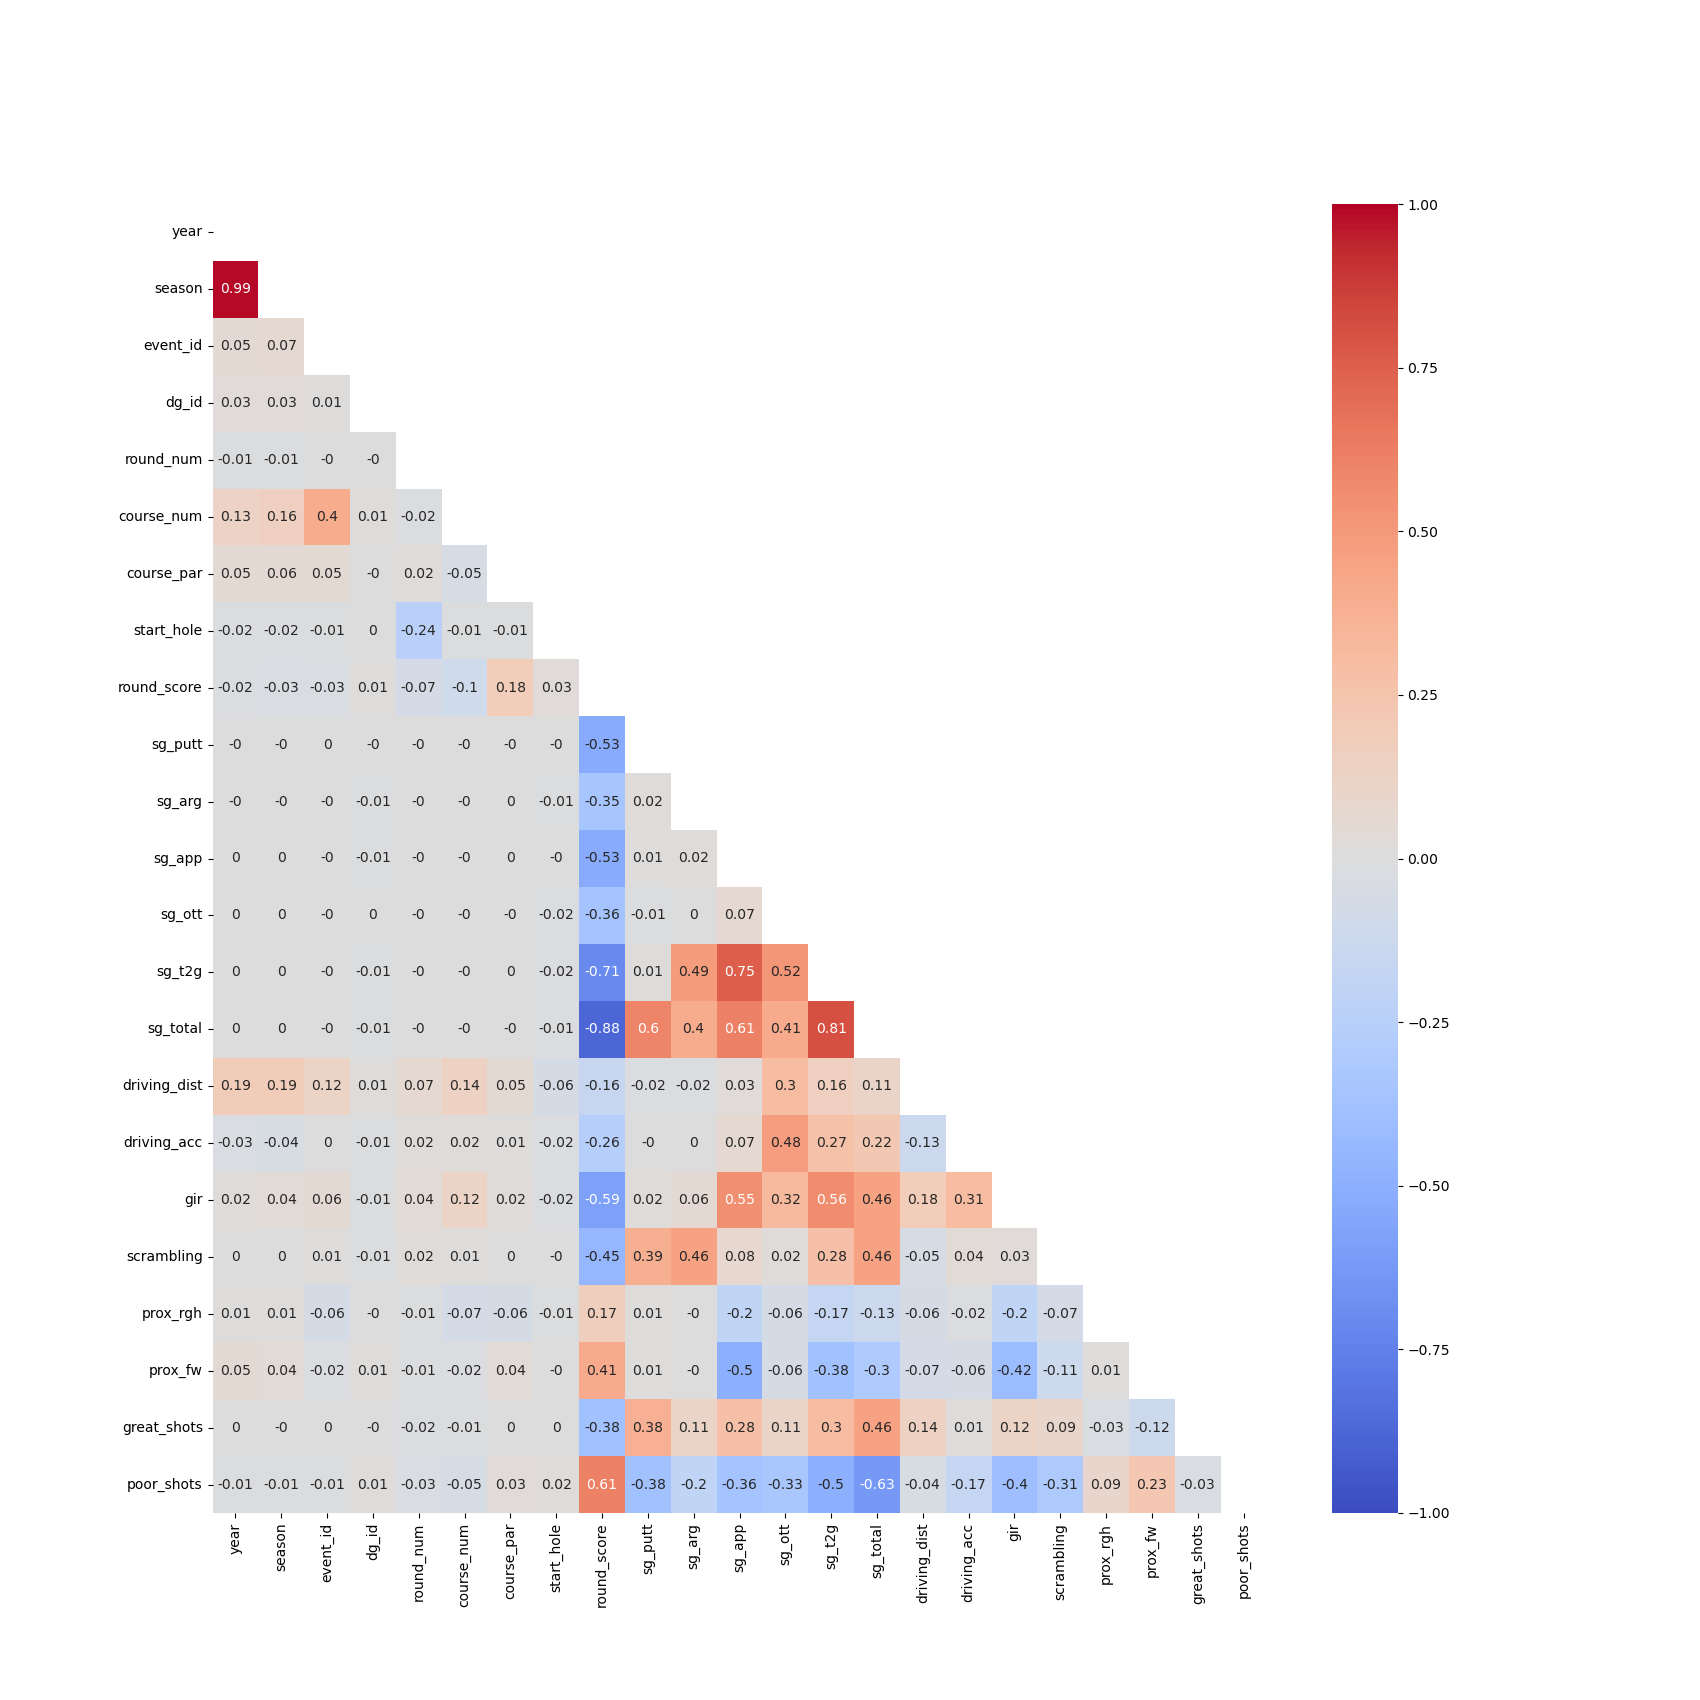 year
season 0.99
event_id 0.05 0.07
dg_id 0.03 0.03 0.01
round_num -0.01 -0.01 -0 -0
course_num 0.13 0.16 0.4 0.01 -0.02
course_par 0.05 0.06 0.05 -0 0.02 -0.05
start_hole -0.02 -0.02 -0.01 0 -0.24 -0.01 -0.01
round_score -0.02 -0.03 -0.03 0.01 -0.07 -0.1 0.18 0.03
sg_putt -0 -0 0 -0 -0 -0 -0 -0 -0.53
sg_arg -0 -0 -0 -0.01 -0 -0 0 -0.01 -0.35 0.02
sg_app 0 0 -0 -0.01 -0 -0 0 -0 -0.53 0.01 0.02
sg_ott 0 0 -0 0 -0 -0 -0 -0.02 -0.36 -0.01 0 0.07
sg_t2g 0 0 -0 -0.01 -0 -0 0 -0.02 -0.71 0.01 0.49 0.75 0.52
sg_total 0 0 -0 -0.01 -0 -0 -0 -0.01 -0.88 0.6 0.4 0.61 0.41 0.81
driving_dist 0.19 0.19 0.12 0.01 0.07 0.14 0.05 -0.06 -0.16 -0.02 -0.02 0.03 0.3 0.16 0.11
driving_acc -0.03 -0.04 0 -0.01 0.02 0.02 0.01 -0.02 -0.26 -0 0 0.07 0.48 0.27 0.22 -0.13
gir 0.02 0.04 0.06 -0.01 0.04 0.12 0.02 -0.02 -0.59 0.02 0.06 0.55 0.32 0.56 0.46 0.18 0.31
scrambling 0 0 0.01 -0.01 0.02 0.01 0 -0 -0.45 0.39 0.46 0.08 0.02 0.28 0.46 -0.05 0.04 0.03
prox_rgh 0.01 0.01 -0.06 -0 -0.01 -0.07 -0.06 -0.01 0.17 0.01 -0 -0.2 -0.06 -0.17 -0.13 -0.06 -0.02 -0.2 -0.07
prox_fw 0.05 0.04 -0.02 0.01 -0.01 -0.02 0.04 -0 0.41 0.01 -0 -0.5 -0.06 -0.38 -0.3 -0.07 -0.06 -0.42 -0.11 0.01
great_shots 0 -0 0 -0 -0.02 -0.01 0 0 -0.38 0.38 0.11 0.28 0.11 0.3 0.46 0.14 0.01 0.12 0.09 -0.03 -0.12
poor_shots -0.01 -0.01 -0.01 0.01 -0.03 -0.05 0.03 0.02 0.61 -0.38 -0.2 -0.36 -0.33 -0.5 -0.63 -0.04 -0.17 -0.4 -0.31 0.09 0.23 -0.03
year season event_id dg_id round_num course_num course_par start_hole round_score sg_putt sg_arg sg_app sg_ott sg_t2g sg_total driving_dist driving_acc gir scrambling prox_rgh prox_fw great_shots poor_shots
1.00
0.75
0.50
0.25
0.00
−0.25
−0.50
−0.75
−1.00